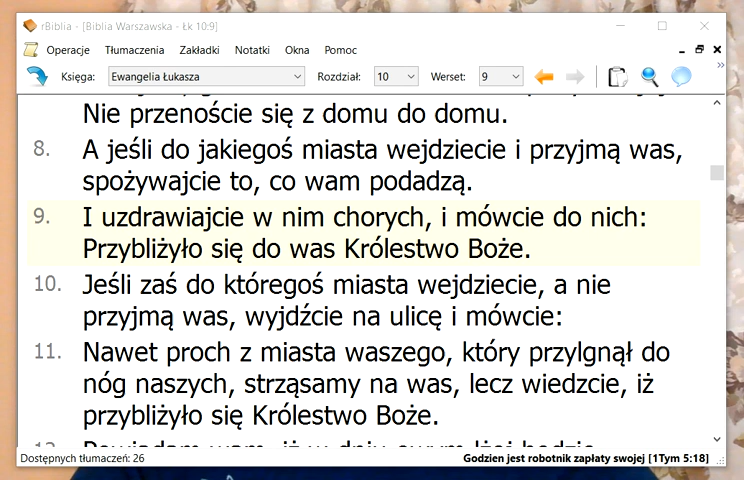 rBiblia - [Biblia Warszawska - Łk 10:9]
Operacje Tłumaczenia Zakładki Notatki Okna Pomoc
Księga: Ewangelia Łukasza Rozdział: 10 Werset: 9
Nie przenoście się z domu do domu.
8. A jeśli do jakiegoś miasta wejdziecie i przyjmą was,
spożywajcie to, co wam podadzą.
9. I uzdrawiajcie w nim chorych, i mówcie do nich:
Przybliżyło się do was Królestwo Boże.
10. Jeśli zaś do któregoś miasta wejdziecie, a nie
przyjmą was, wyjdźcie na ulicę i mówcie:
11. Nawet proch z miasta waszego, który przylgnął do
nóg naszych, strząsamy na was, lecz wiedzcie, iż
przybliżyło się Królestwo Boże.
Dostępnych tłumaczeń: 26 Godzien jest robotnik zapłaty swojej [1Tym 5:18]